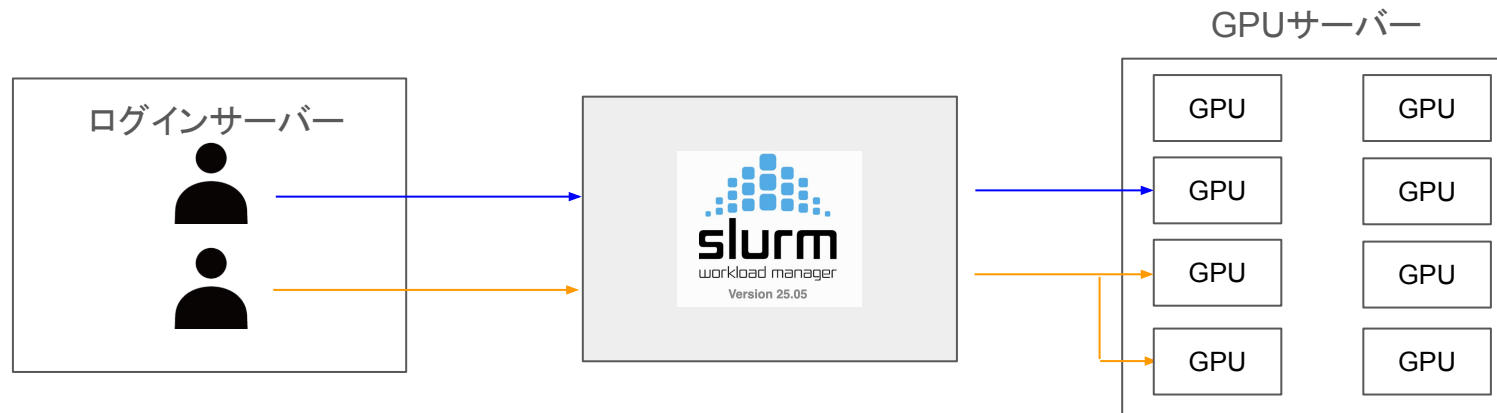 GPUサーバー
ログインサーバー
slurm
workload manager
Version 25.05
GPU GPU
GPU GPU
GPU GPU
GPU GPU